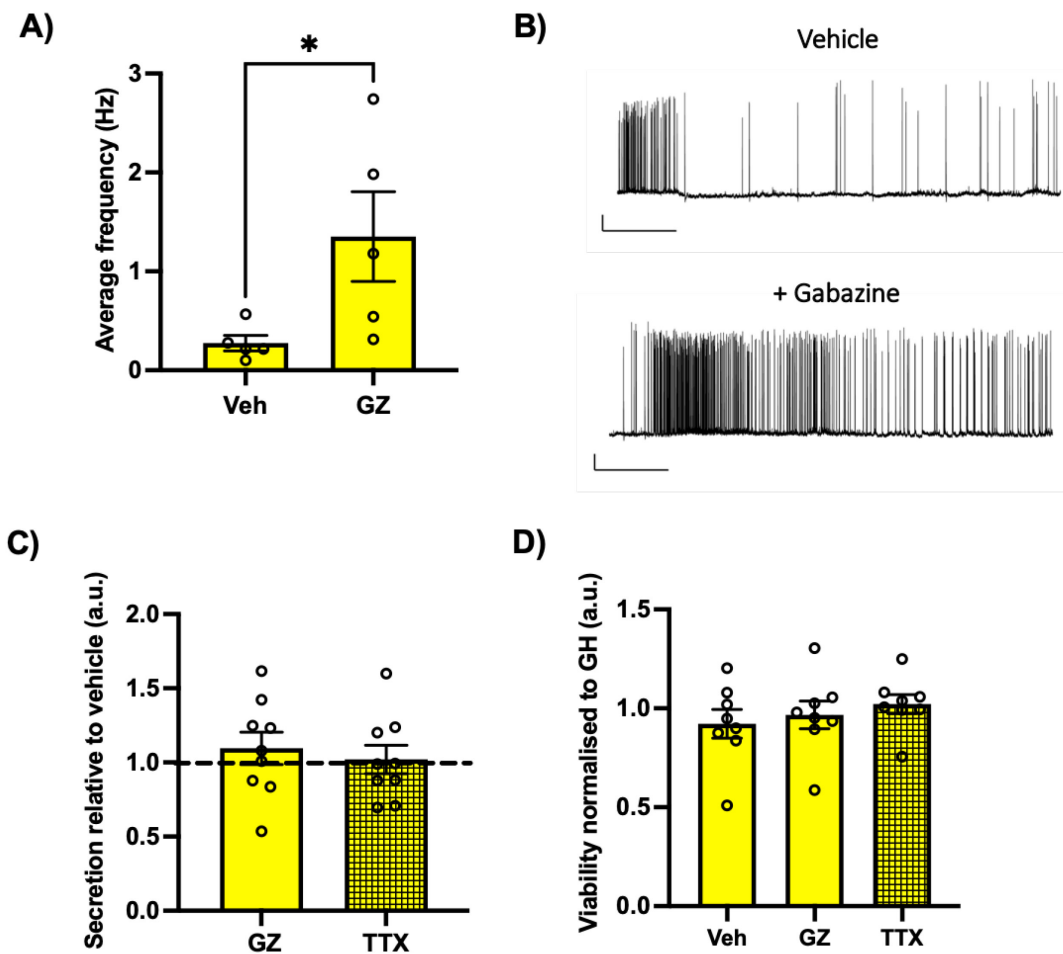 A)
*
Average frequency (Hz)
3
2
1
0
Veh
GZ
B)
Vehicle
+ Gabazine
C)
Secretion relative to vehicle (a.u.)
2.0
1.5
1.0
0.5
0.0
GZ
TTX
D)
Viability normalised to GH (a.u.)
1.5
1.0
0.5
0.0
Veh
GZ
TTX